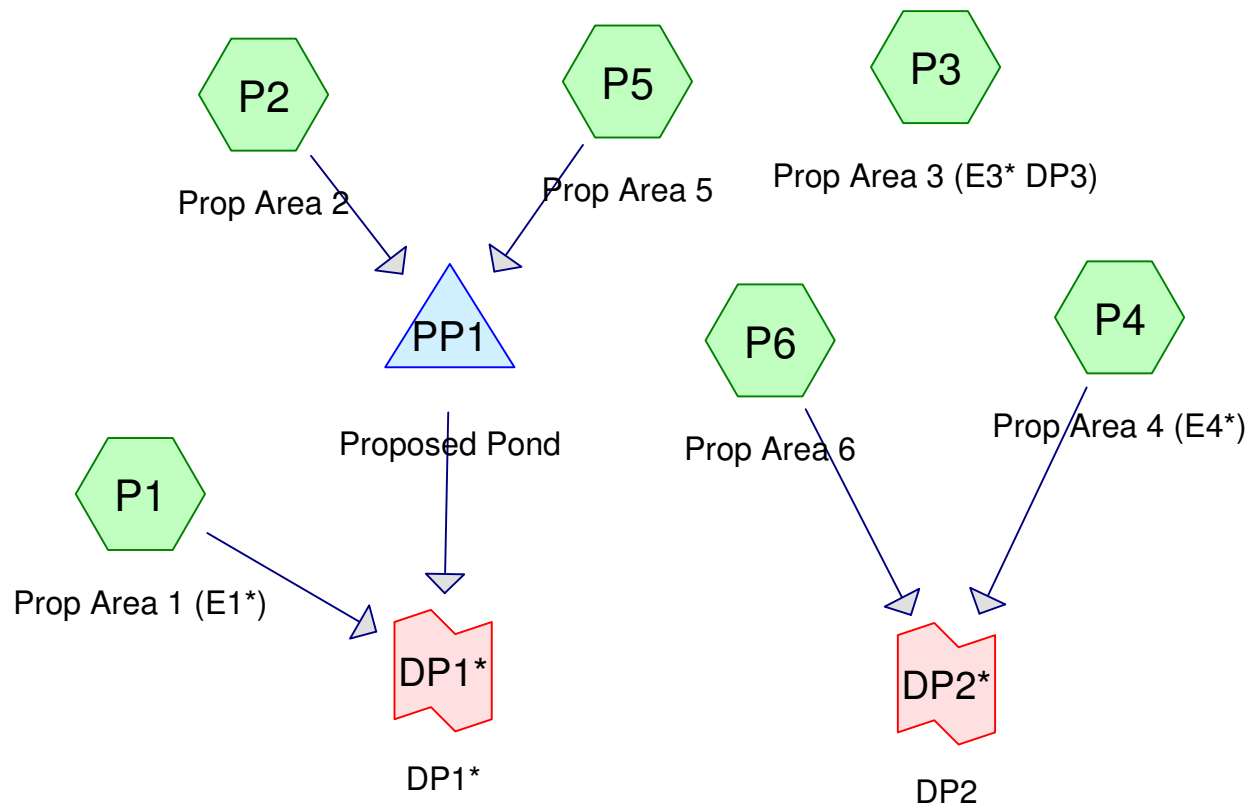 P2
P5
P3
Prop Area 2
Prop Area 5
Prop Area 3 (E3* DP3)
PP1
P6
P4
Proposed Pond
Prop Area 6
Prop Area 4 (E4*)
P1
Prop Area 1 (E1*)
DP1*
DP2*
DP1*
DP2